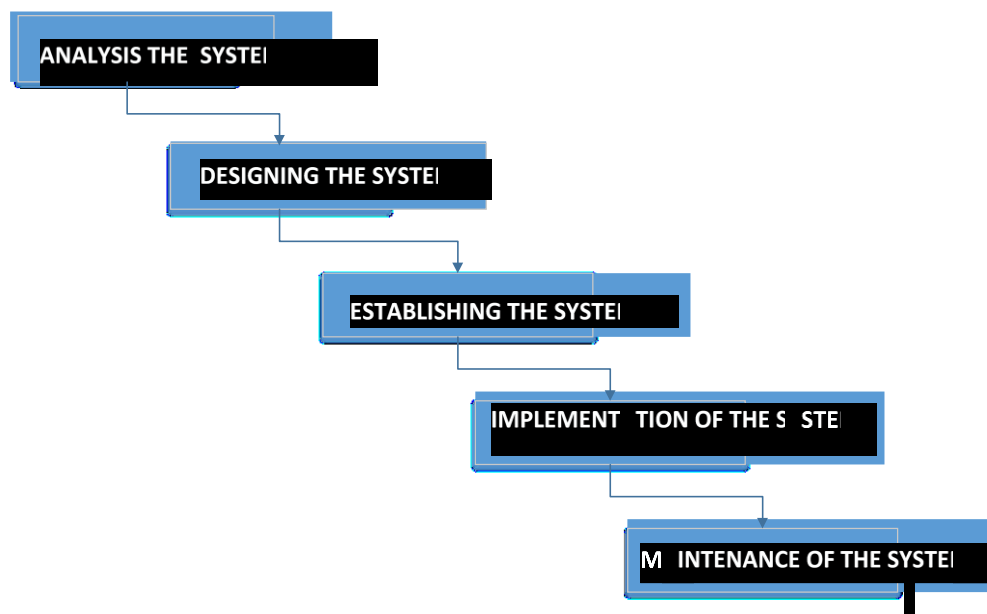 ANALYSIS THE SYSTE
DESIGNING THE SYSTE
ESTABLISHING THE SYSTE
IMPLEMENT TION OF THE S STE
M INTENANCE OF THE SYSTE